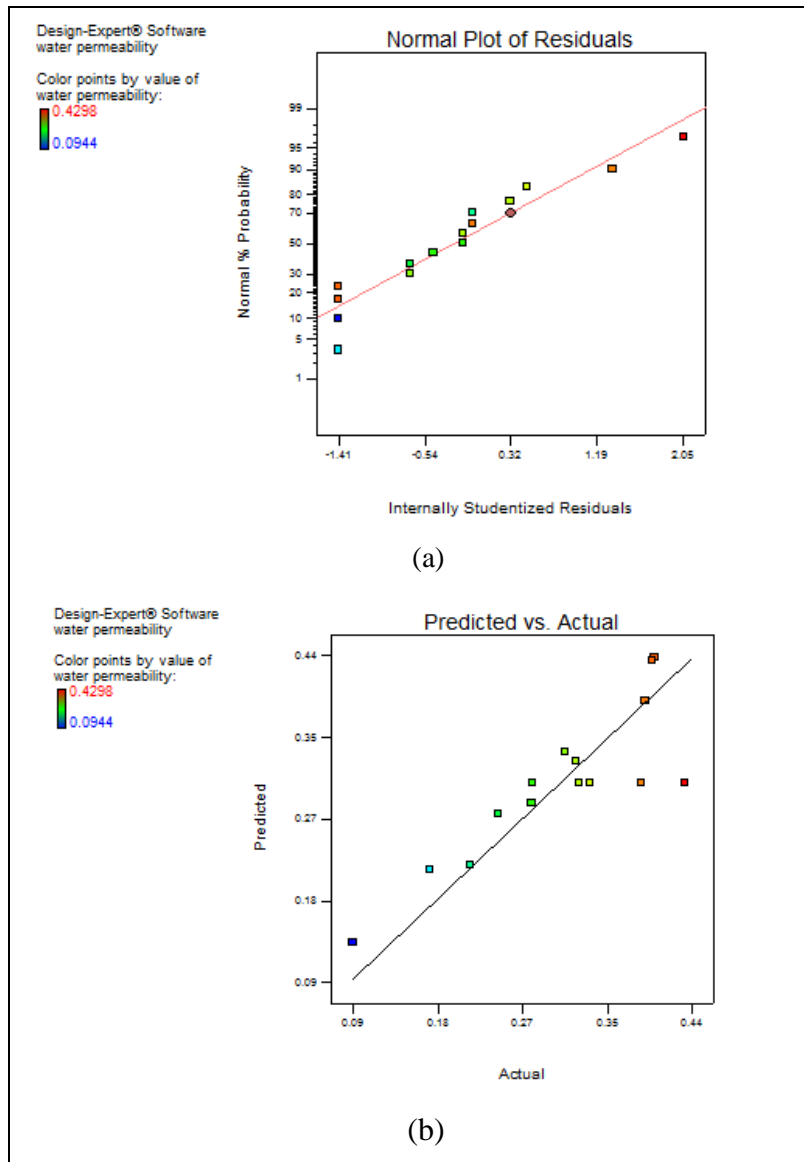 Design-Expert® Software
water permeability
Color points by value of
water permeability:
0.4298
0.0944
Normal Plot of Residuals
Normal % Probability
99
95
90
80
70
50
30
20
10
5
1
-1.41
-0.54
0.32
1.19
2.05
Internally Studentized Residuals
(a)
Design-Expert® Software
water permeability
Color points by value of
water permeability:
0.4298
0.0944
Predicted vs. Actual
Predicted
0.44
0.35
0.27
0.18
0.09
0.09
0.18
0.27
0.35
0.44
Actual
(b)